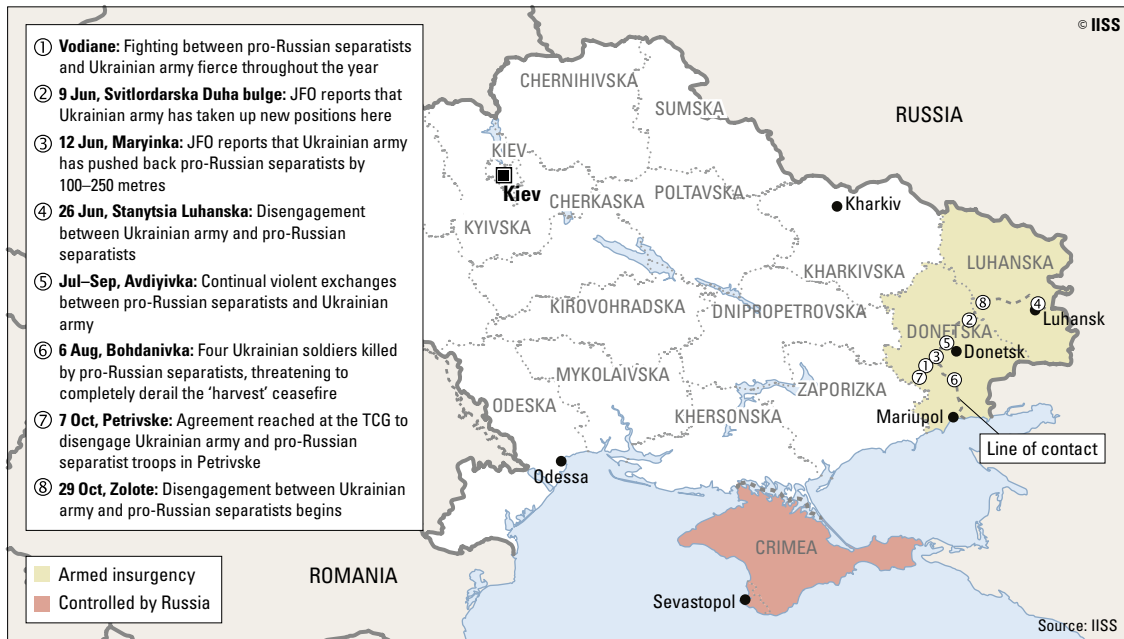 © IISS
① Vodiane: Fighting between pro-Russian separatists
and Ukrainian army fierce throughout the year
② 9 Jun, Svitlordarska Duha bulge: JFO reports that
Ukrainian army has taken up new positions here
③ 12 Jun, Maryinka: JFO reports that Ukrainian army
has pushed back pro-Russian separatists by
100–250 metres
④ 26 Jun, Stanytsia Luhanska: Disengagement
between Ukrainian army and pro-Russian
separatists
⑤ Jul–Sep, Avdiyivka: Continual violent exchanges
between pro-Russian separatists and Ukrainian
army
⑥ 6 Aug, Bohdanivka: Four Ukrainian soldiers killed
by pro-Russian separatists, threatening to
completely derail the ‘harvest’ ceasefire
⑦ 7 Oct, Petrivske: Agreement reached at the TCG to
disengage Ukrainian army and pro-Russian
separatist troops in Petrivske
⑧ 29 Oct, Zolote: Disengagement between Ukrainian
army and pro-Russian separatists begins
Armed insurgency
Controlled by Russia
CHERNIHIVSKA
SUMSKA
RUSSIA
KIEV
Kiev
CHERKASKA
POLTAVSKA
Kharkiv
KYIVSKA
KHARKIVSKA
LUHANSKA
KIROVOHRADSKA
DNIPROPETROVSKA
⑧
④
Luhansk
②
DONETSKA
⑤
Donetsk
③
①
⑦
⑥
MYKOLAIVSKA
ZAPORIZKA
ODESKA
KHERSONSKA
Mariupol
Line of contact
Odessa
CRIMEA
ROMANIA
Sevastopol
Source: IISS